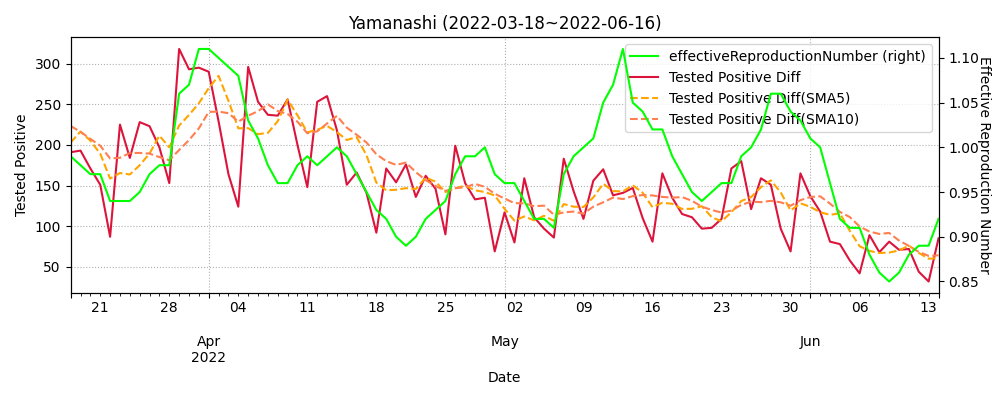 Yamanashi (2022-03-18~2022-06-16)
effectiveReproductionNumber (right)
Tested Positive Diff
Tested Positive Diff(SMA5)
Tested Positive Diff(SMA10)
Tested Positive
300
250
200
150
100
50
1.10
1.05
1.00
0.95
0.90
0.85
Effective Reproduction Number
21 28 04 11 18 25 02 09 16 23 30 06 13
Apr May Jun
2022
Date